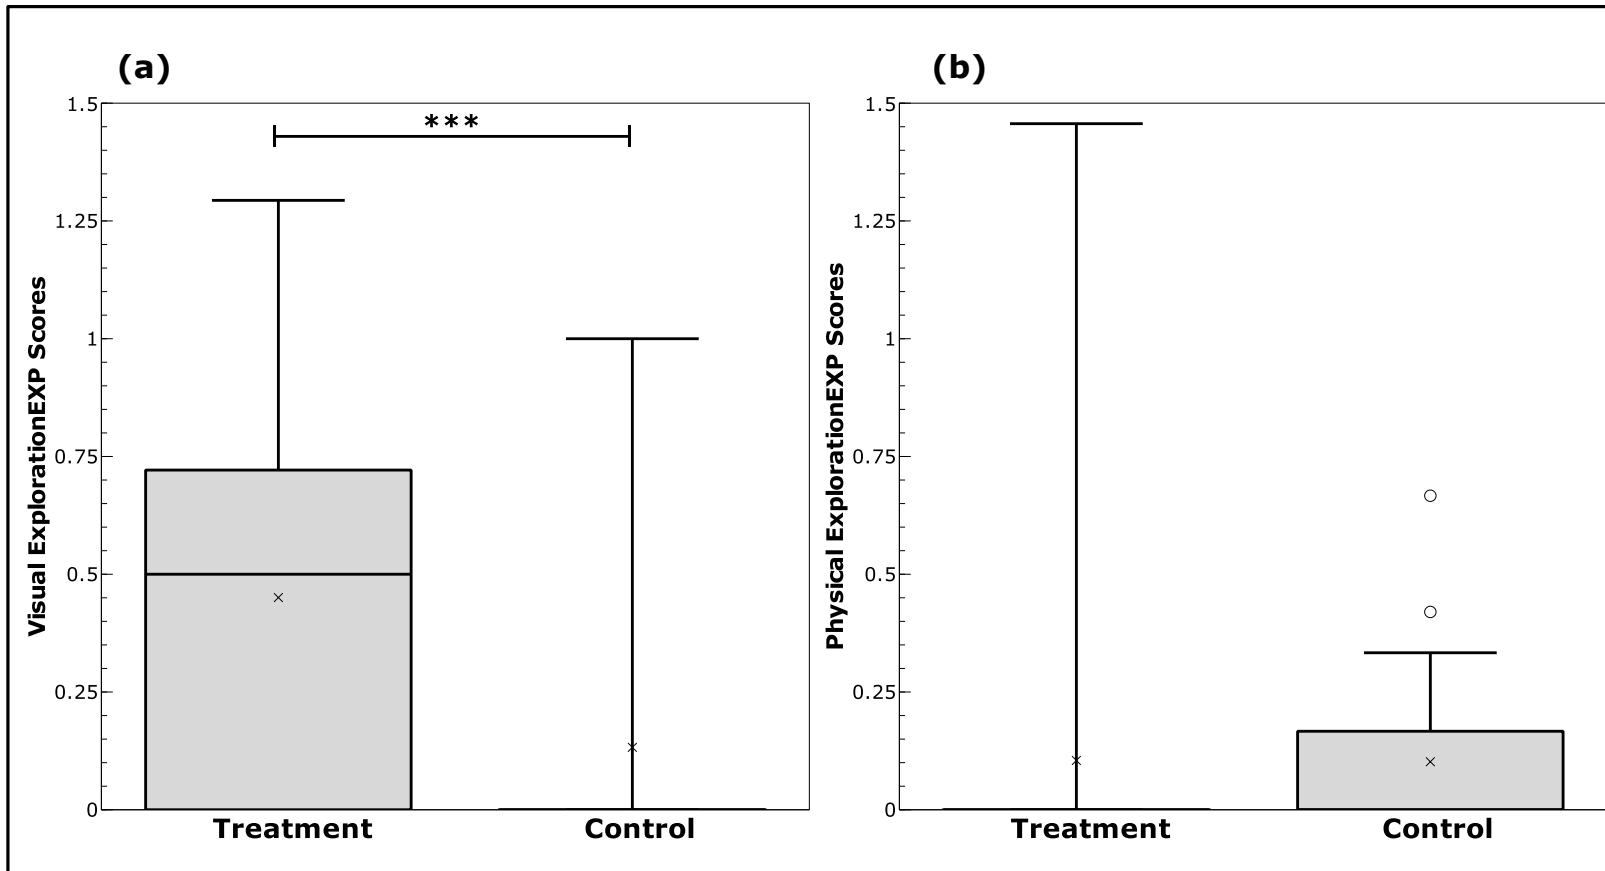 (a)
Visual ExplorationEXP Scores
1.5
1.25
1
0.75
0.5
0.25
0
***
Treatment
Control
(b)
Physical ExplorationEXP Scores
1.5
1.25
1
0.75
0.5
0.25
0
Treatment
Control